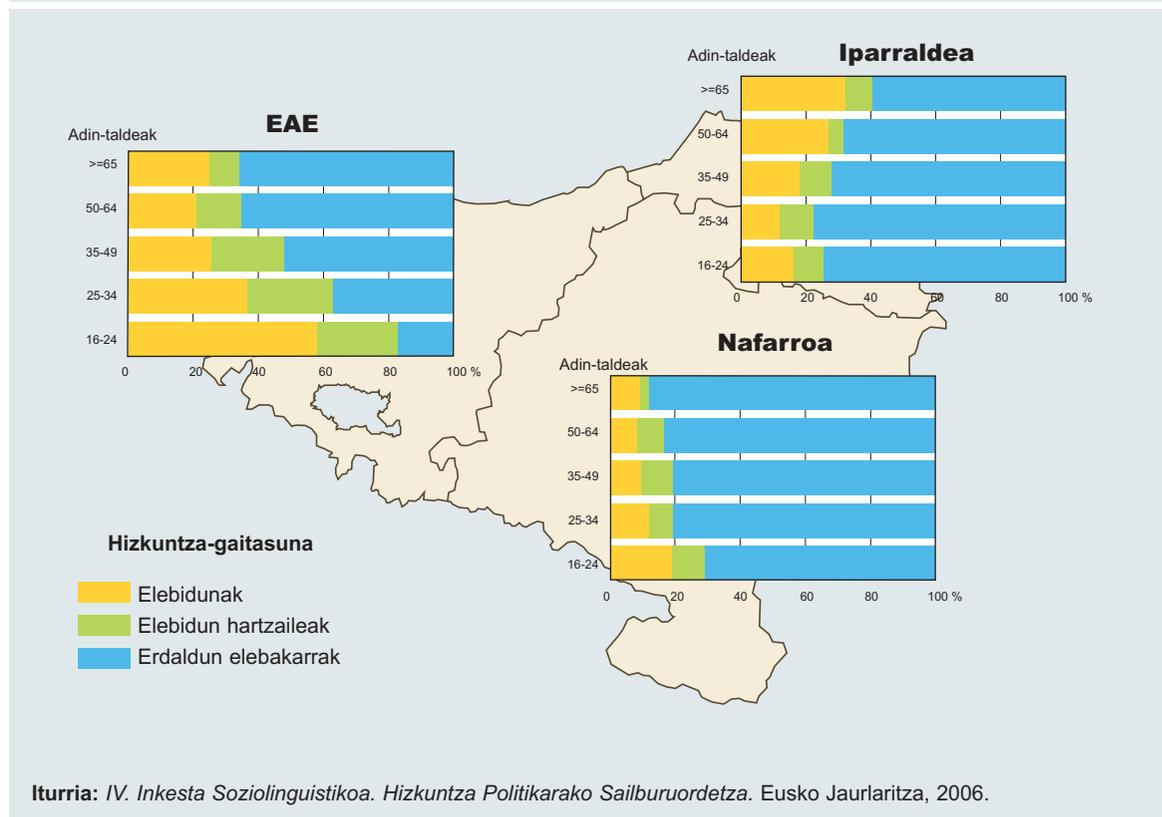 EAE
Adin-taldeak
>=65
50-64
35-49
25-34
16-24
0 20 40 60 80 100 %
Iparraldea
Adin-taldeak
>=65
50-64
35-49
25-34
16-24
0 20 40 60 80 100 %
Nafarroa
Adin-taldeak
>=65
50-64
35-49
25-34
16-24
0 20 40 60 80 100 %
Hizkuntza-gaitasuna
Elebidunak
Elebidun hartzaileak
Erdaldun elebakarrak
Iturria: IV. Inkesta Soziolinguistikoa. Hizkuntza Politikarako Sailburuordetza. Eusko Jaurlaritza, 2006.